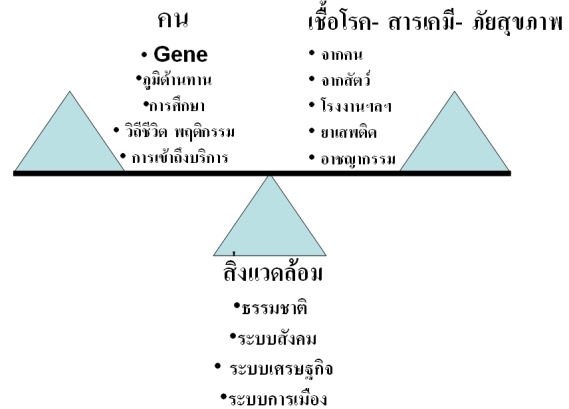 คน
• Gene
•ภูมิต้านทาน
•การศึกษา
• วิถีชีวิต พฤติกรรม
• การเข้าถึงบริการ
เชื้อโรค- สารเคมี- ภัยสุขภาพ
• จากคน
• จากสัตว์
• โรงงานฯลฯ
• ยาเสพติด
• อาชญากรรม
สิ่งแวดล้อม
•ธรรมชาติ
•ระบบสังคม
• ระบบเศรษฐกิจ
•ระบบการเมือง